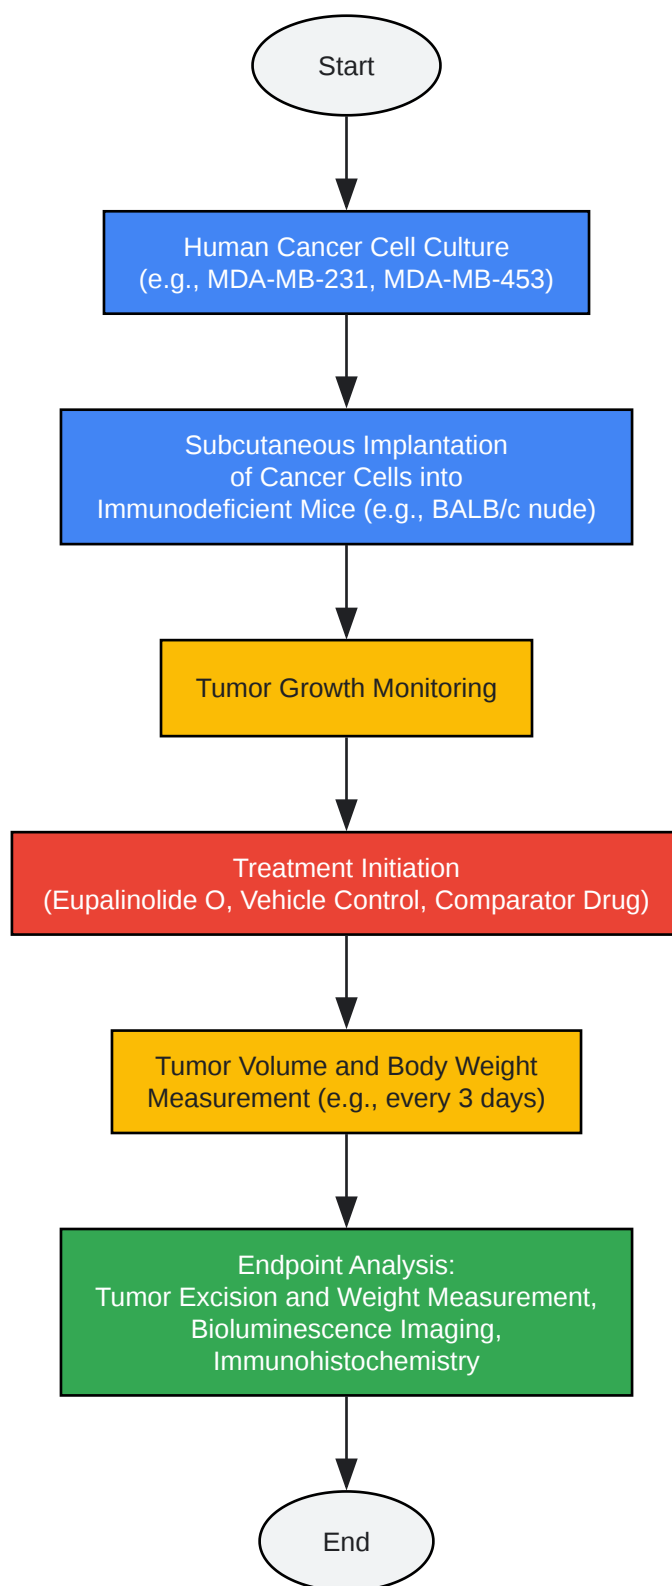 Start
Human Cancer Cell Culture
(e.g., MDA-MB-231, MDA-MB-453)
Subcutaneous Implantation
of Cancer Cells into
Immunodeficient Mice (e.g., BALB/c nude)
Tumor Growth Monitoring
Treatment Initiation
(Eupalinolide O, Vehicle Control, Comparator Drug)
Tumor Volume and Body Weight
Measurement (e.g., every 3 days)
Endpoint Analysis:
Tumor Excision and Weight Measurement,
Bioluminescence Imaging,
Immunohistochemistry
End